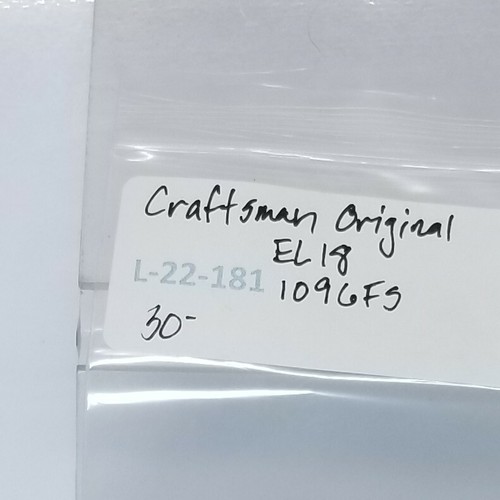 Craftsman Original
EL18
L-22-181 1096FS
30-